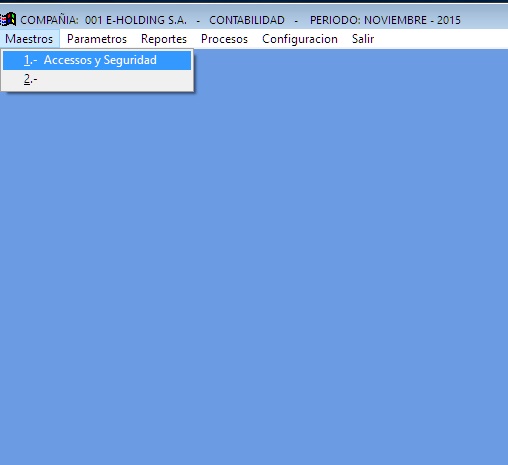 COMPAÑIA: 001 E-HOLDING S.A. - CONTABILIDAD - PERIODO: NOVIEMBRE - 2015
Maestros Parametros Reportes Procesos Configuracion Salir
1.- Accessos y Seguridad
2.-